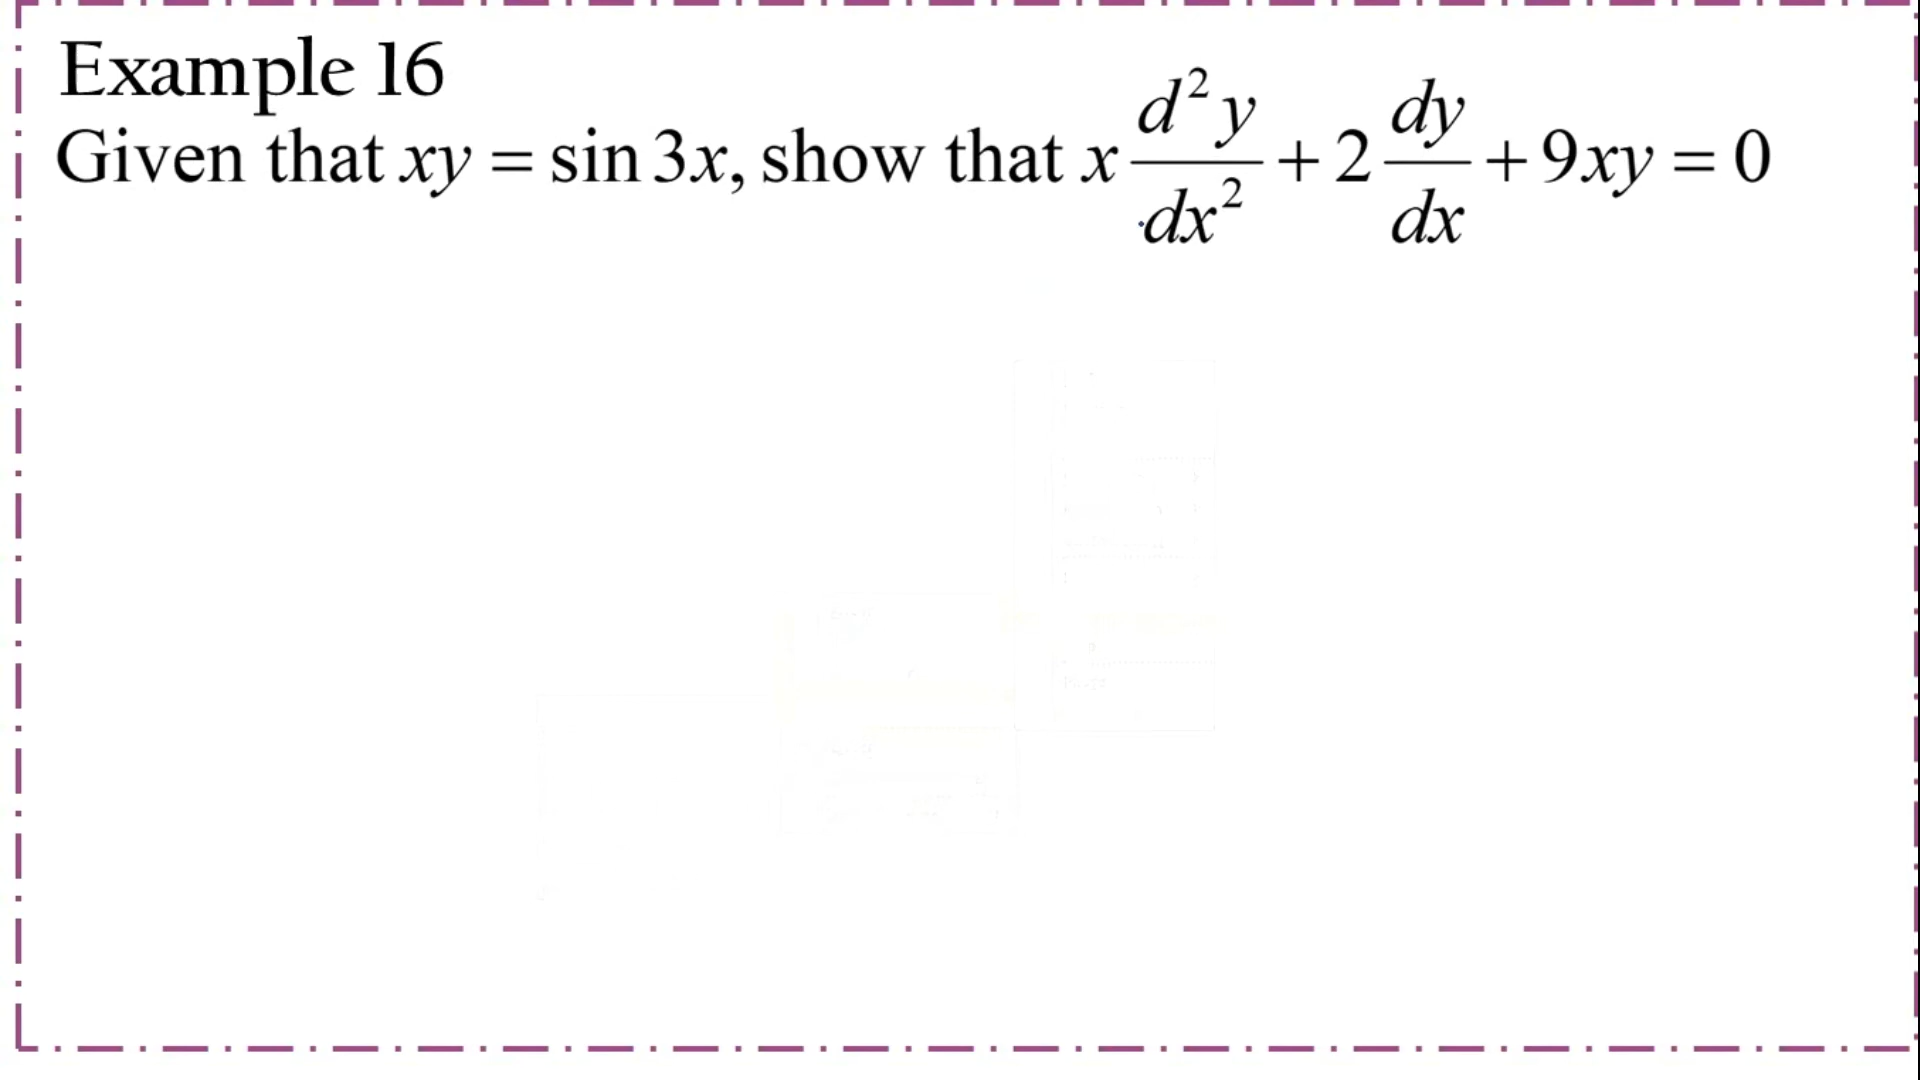 Example 16
Given that xy = sin 3x, show that x d²y/dx² + 2 dy/dx + 9xy = 0